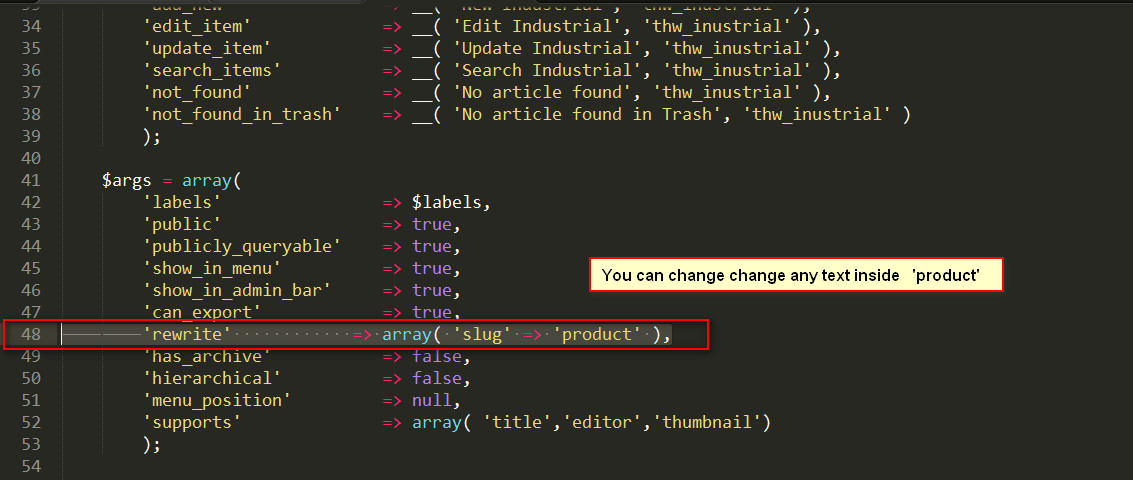 34 'edit_item' => __( 'Edit Industrial', 'thw_inustrial' ),
35 'update_item' => __( 'Update Industrial', 'thw_inustrial' ),
36 'search_items' => __( 'Search Industrial', 'thw_inustrial' ),
37 'not_found' => __( 'No article found', 'thw_inustrial' ),
38 'not_found_in_trash' => __( 'No article found in Trash', 'thw_inustrial' )
39 );
40
41 $args = array(
42 'labels' => $labels,
43 'public' => true,
44 'publicly_queryable' => true,
45 'show_in_menu' => true,
You can change change any text inside 'product'
46 'show_in_admin_bar' => true,
47 'can_export' => true,
48 'rewrite' => array( 'slug' => 'product' ),
49 'has_archive' => false,
50 'hierarchical' => false,
51 'menu_position' => null,
52 'supports' => array( 'title','editor','thumbnail')
53 );
54